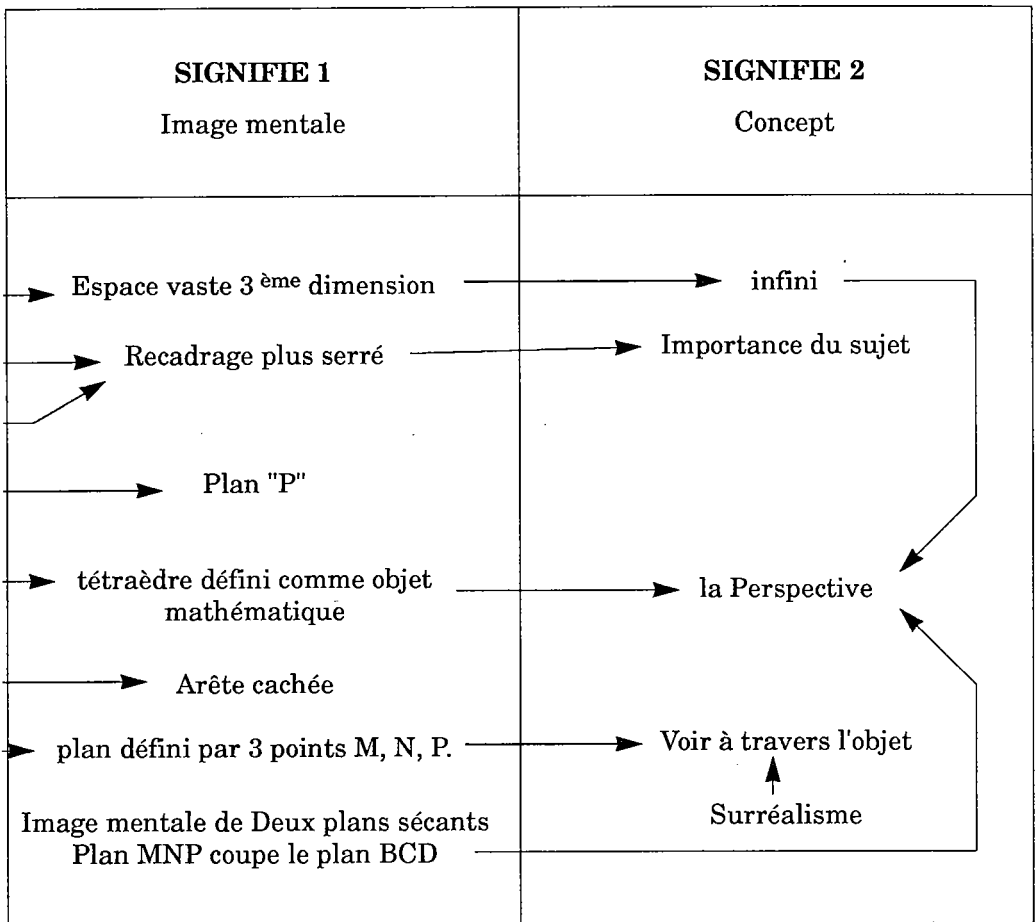 SIGNIFIE 1
Image mentale
SIGNIFIE 2
Concept
Espace vaste 3 ème dimension
infini
Recadrage plus serré
Importance du sujet
Plan "P"
tétraèdre défini comme objet
mathématique
la Perspective
Arête cachée
plan défini par 3 points M, N, P.
Voir à travers l'objet
Surréalisme
Image mentale de Deux plans sécants
Plan MNP coupe le plan BCD